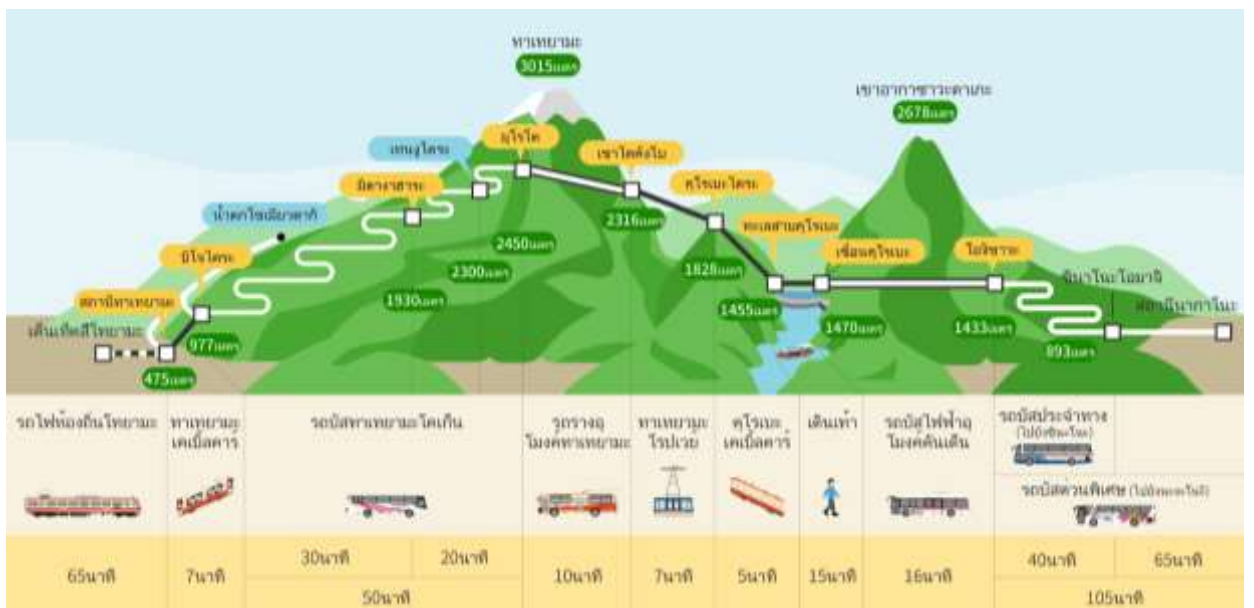 ทาเทยามะ
3015เมตร
เขาอากาซาวะดาเกะ
2678เมตร
เทนงูไดระ
มุโรโด
มิดางาฮาระ
ไดคังโบ
คุโรเบะไดระ
น้ำตกโชเมียวดากิ
บิโจไดระ
2316เมตร
ทะเลสาบคุโรเบะ
เขื่อนคุโรเบะ
โอกิซาวะ
2450เมตร
2300เมตร
1828เมตร
ชินาโนะโอมาจิ
สถานีทาเทยามะ
1930เมตร
1455เมตร
สถานีนากาโนะ
เด็นเท็ตสึโทยามะ
977เมตร
1470เมตร
1433เมตร
475เมตร
893เมตร
รถไฟท้องถิ่นโทยามะ
ทาเทยามะ
เคเบิ้ลคาร์
รถบัสทาเทยามะโคเก็น
รถรางอุ
โมงค์ทาเทยามะ
ทาเทยามะ
โรปเวย
คุโรเบะ
เคเบิ้ลคาร์
เดินเท้า
รถบัสไฟฟ้าอุ
โมงค์คันเด็น
รถบัสประจำทาง
รถบัสด่วนพิเศษ
65นาที
7นาที
30นาที
20นาที
50นาที
10นาที
7นาที
5นาที
15นาที
16นาที
40นาที
65นาที
105นาที